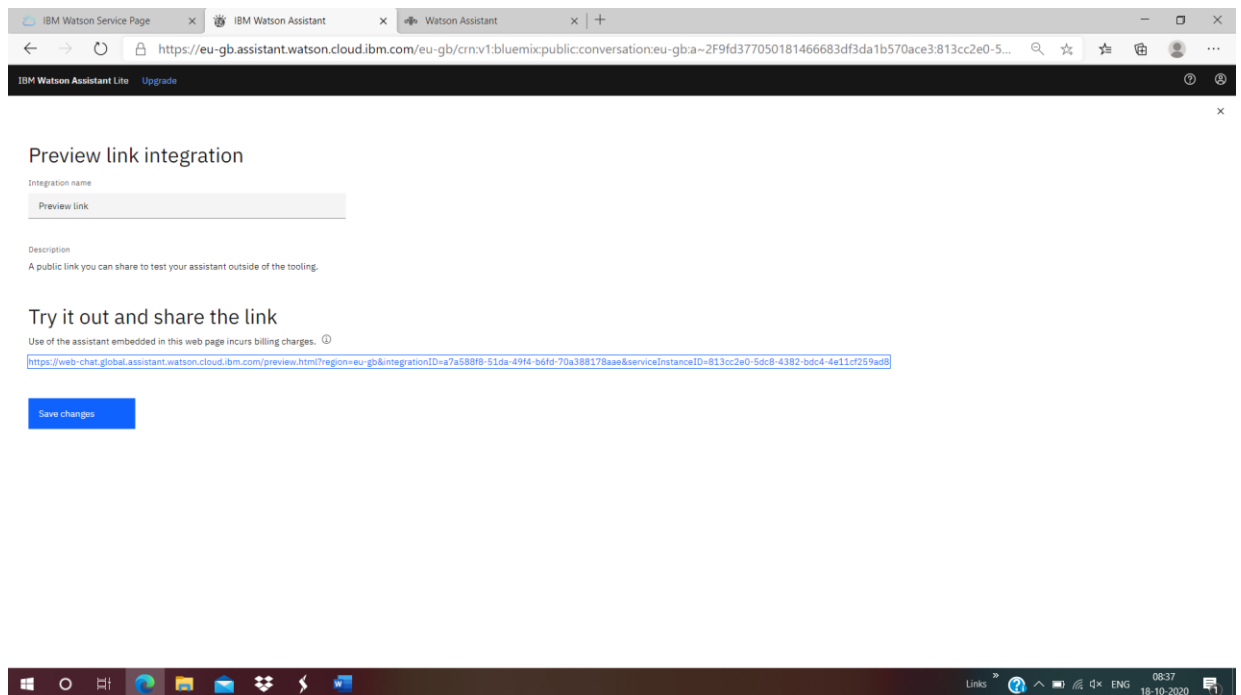 IBM Watson Service Page
IBM Watson Assistant
Watson Assistant
https://eu-gb.assistant.watson.cloud.ibm.com/eu-gb/crn:v1:bluemix:public:conversation:eu-gb:a~2F9fd377050181466683df3da1b570ace3:813cc2e0-5...
IBM Watson Assistant Lite Upgrade
Preview link integration
Integration name
Preview link
Description
A public link you can share to test your assistant outside of the tooling.
Try it out and share the link
Use of the assistant embedded in this web page incurs billing charges.
https://web-chat.global.assistant.watson.cloud.ibm.com/preview.html?region=eu-gb&integrationID=a7a588f8-51da-49f4-b6fd-70a388178aae&serviceInstanceID=813cc2e0-5dc8-4382-bdc4-4e11cf259ad8
Save changes
Links
ENG
08:37
18-10-2020